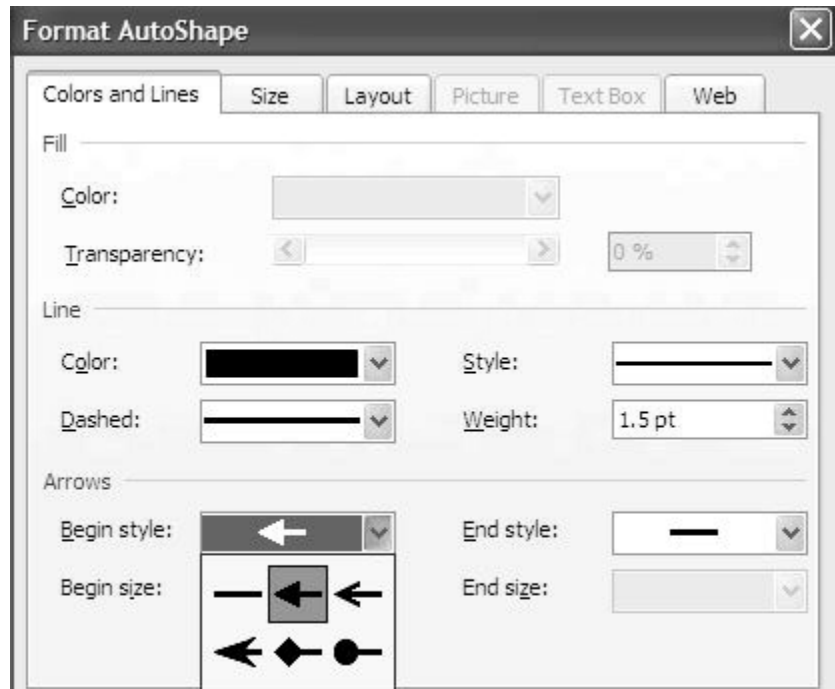 Format AutoShape
Colors and Lines Size Layout Picture Text Box Web
Fill
Color:
Transparency: 0 %
Line
Color: Style:
Dashed: Weight: 1.5 pt
Arrows
Begin style: End style:
Begin size: End size: